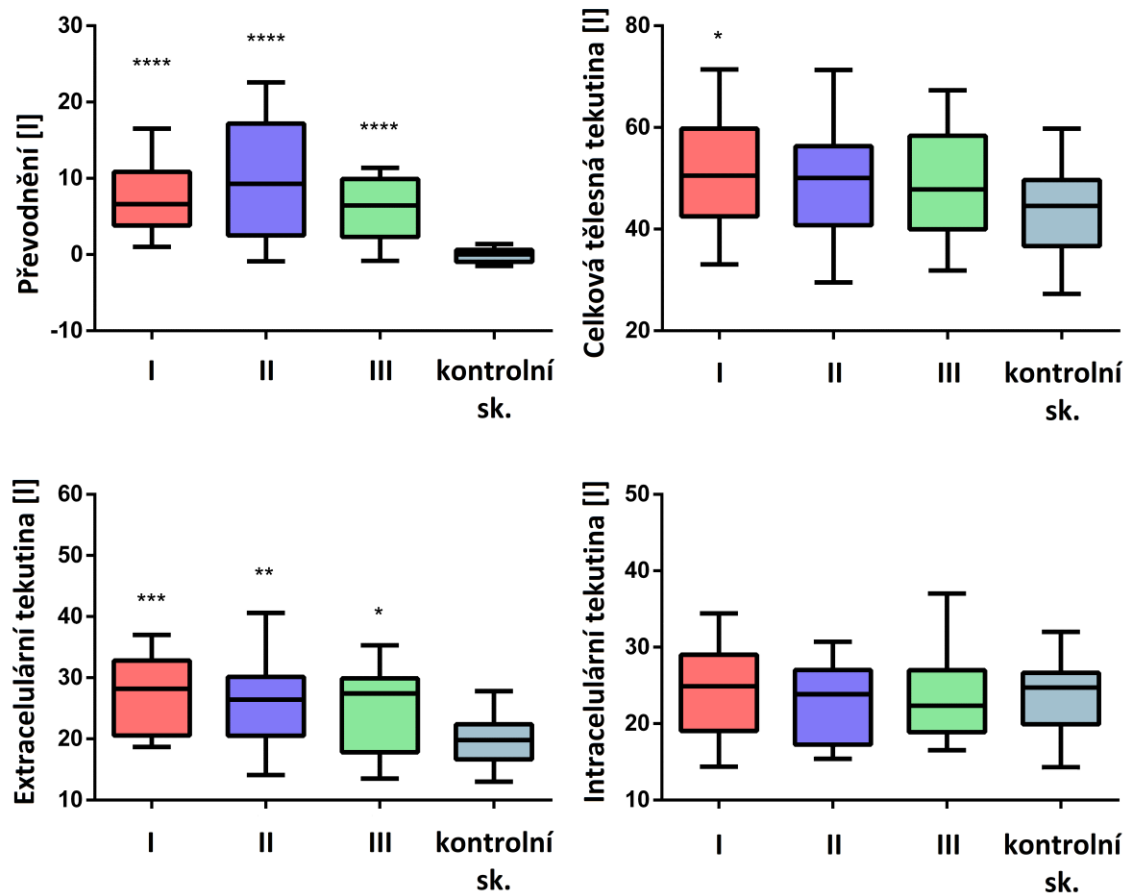 Převodnění [l]
30
20
10
0
-10
****
****
****
I
II
III
kontrolní
sk.
Celková tělesná tekutina [l]
80
60
40
20
*
I
II
III
kontrolní
sk.
Extracelulární tekutina [l]
60
50
40
30
20
10
***
**
*
I
II
III
kontrolní
sk.
Intracelulární tekutina [l]
50
40
30
20
10
I
II
III
kontrolní
sk.